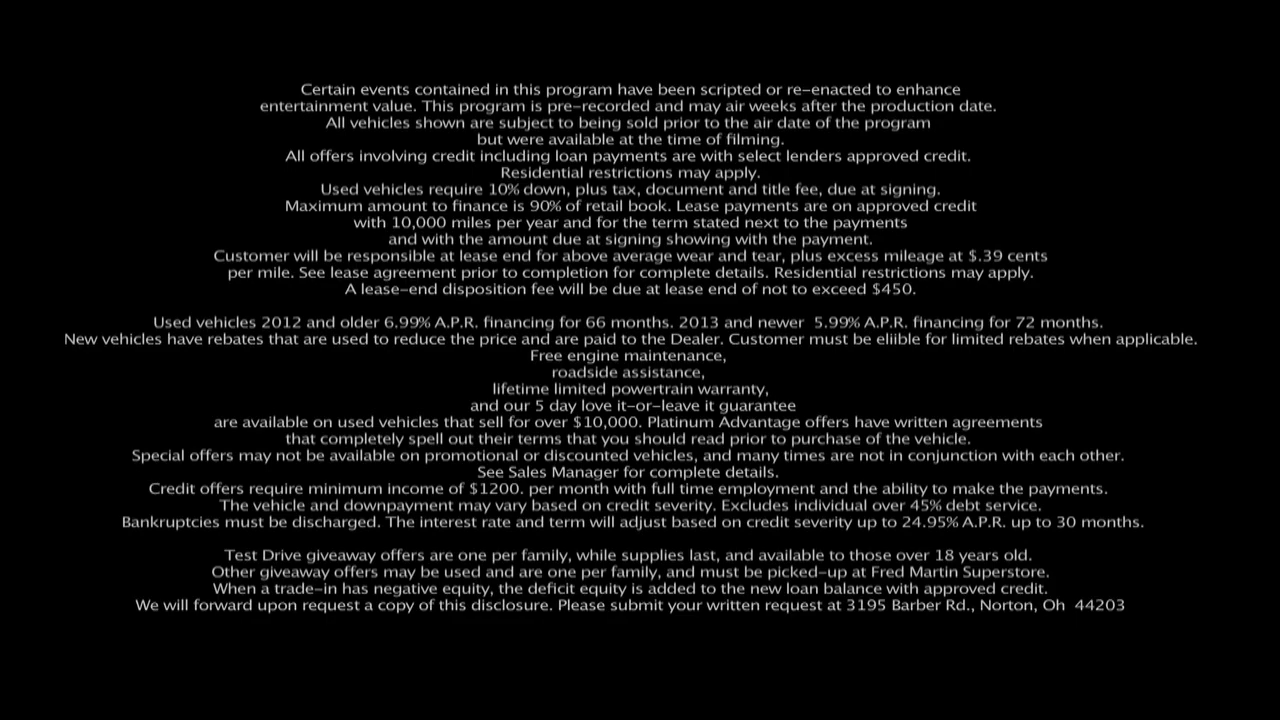 Certain events contained in this program have been scripted or re-enacted to enhance
entertainment value. This program is pre-recorded and may air weeks after the production date.
All vehicles shown are subject to being sold prior to the air date of the program
but were available at the time of filming.
All offers involving credit including loan payments are with select lenders approved credit.
Residential restrictions may apply.
Used vehicles require 10% down, plus tax, document and title fee, due at signing.
Maximum amount to finance is 90% of retail book. Lease payments are on approved credit
with 10,000 miles per year and for the term stated next to the payments
and with the amount due at signing showing with the payment.
Customer will be responsible at lease end for above average wear and tear, plus excess mileage at $.39 cents
per mile. See lease agreement prior to completion for complete details. Residential restrictions may apply.
A lease-end disposition fee will be due at lease end of not to exceed $450.
Used vehicles 2012 and older 6.99% A.P.R. financing for 66 months. 2013 and newer 5.99% A.P.R. financing for 72 months.
New vehicles have rebates that are used to reduce the price and are paid to the Dealer. Customer must be eliible for limited rebates when applicable.
Free engine maintenance,
roadside assistance,
lifetime limited powertrain warranty,
and our 5 day love it-or-leave it guarantee
are available on used vehicles that sell for over $10,000. Platinum Advantage offers have written agreements
that completely spell out their terms that you should read prior to purchase of the vehicle.
Special offers may not be available on promotional or discounted vehicles, and many times are not in conjunction with each other.
See Sales Manager for complete details.
Credit offers require minimum income of $1200. per month with full time employment and the ability to make the payments.
The vehicle and downpayment may vary based on credit severity. Excludes individual over 45% debt service.
Bankruptcies must be discharged. The interest rate and term will adjust based on credit severity up to 24.95% A.P.R. up to 30 months.
Test Drive giveaway offers are one per family, while supplies last, and available to those over 18 years old.
Other giveaway offers may be used and are one per family, and must be picked-up at Fred Martin Superstore.
When a trade-in has negative equity, the deficit equity is added to the new loan balance with approved credit.
We will forward upon request a copy of this disclosure. Please submit your written request at 3195 Barber Rd., Norton, Oh 44203